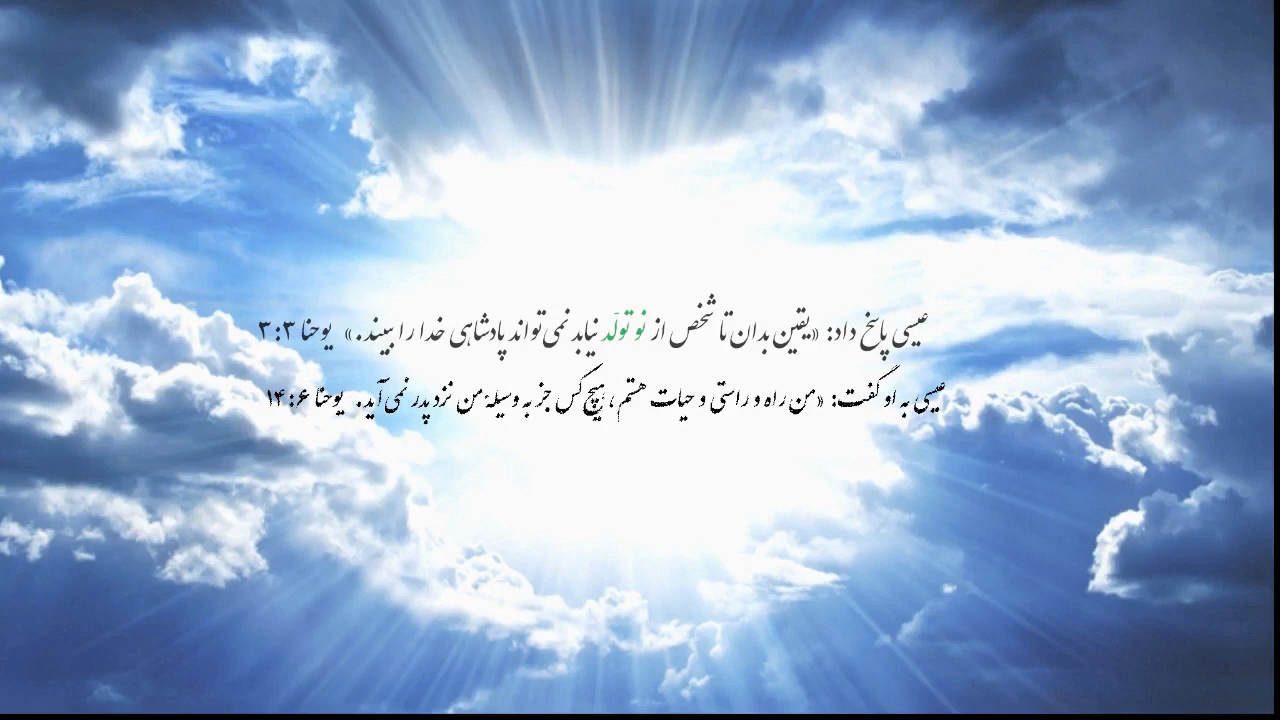 عیسی پاسخ داد: «یقین بدان تا شخص از نو تولّد نیابد نمی‌تواند پادشاهی خدا را ببیند.» یوحنا ۳:۳
عیسی به او گفت: «من راه و راستی و حیات هستم، هیچ کس جز به وسیلهٔ من نزد پدر نمی‌آید. یوحنا ۱۴:۶